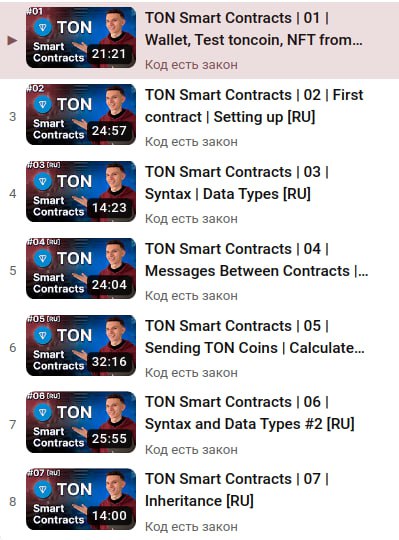 #01
TON
Smart
Contracts
21:21
TON Smart Contracts | 01 |
Wallet, Test toncoin, NFT from...
Код есть закон
3
#02
TON
Smart
Contracts
24:57
TON Smart Contracts | 02 | First
contract | Setting up [RU]
Код есть закон
4
#03 [RU]
TON
Smart
Contracts
14:23
TON Smart Contracts | 03 |
Syntax | Data Types [RU]
Код есть закон
5
#04 [RU]
TON
Smart
Contracts
24:04
TON Smart Contracts | 04 |
Messages Between Contracts |...
Код есть закон
6
#05 [RU]
TON
Smart
Contracts
32:16
TON Smart Contracts | 05 |
Sending TON Coins | Calculate...
Код есть закон
7
#06 [RU]
TON
Smart
Contracts
25:55
TON Smart Contracts | 06 |
Syntax and Data Types #2 [RU]
Код есть закон
8
#07 [RU]
TON
Smart
Contracts
14:00
TON Smart Contracts | 07 |
Inheritance [RU]
Код есть закон